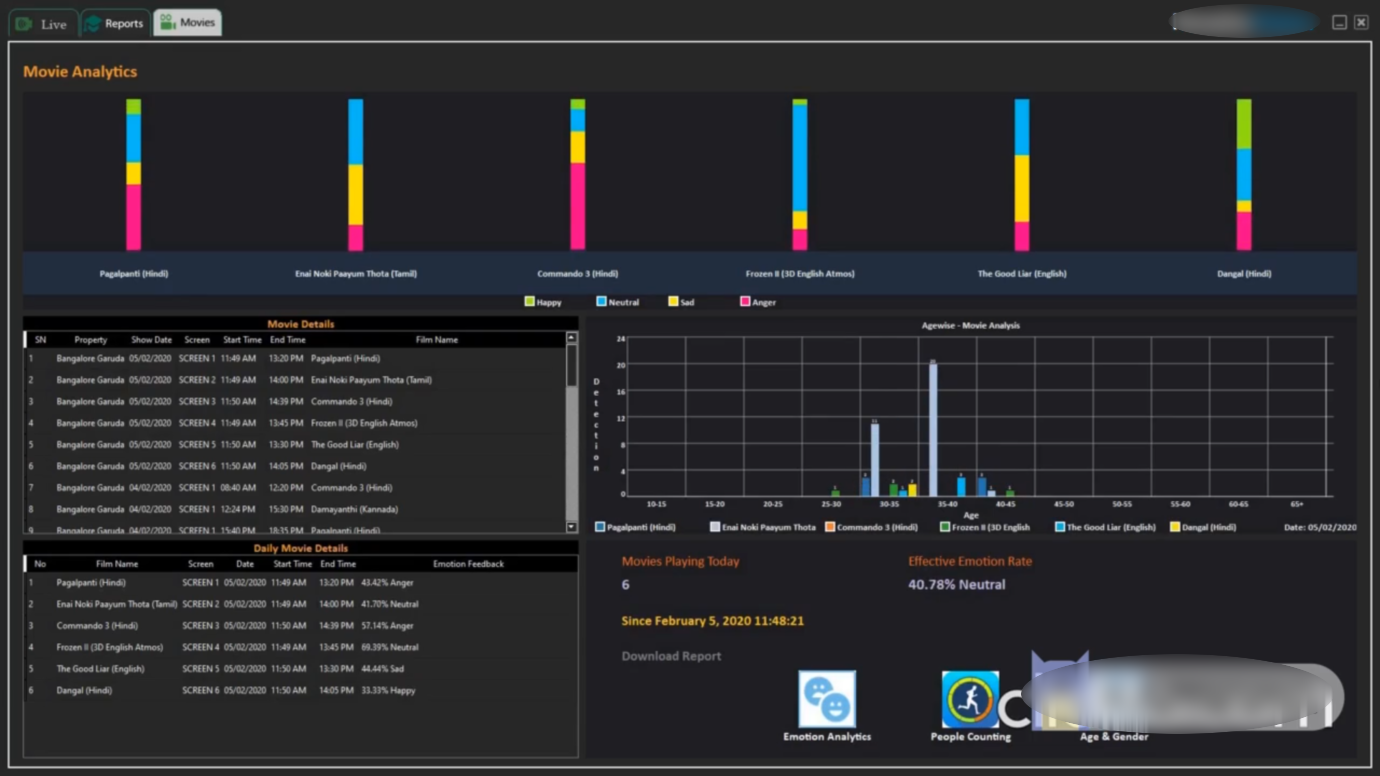 Live Reports Movies
Movie Analytics
Pagalpanti (Hindi) Enai Noki Paayum Thota (Tamil) Commando 3 (Hindi) Frozen II (3D English Atmos) The Good Liar (English) Dangal (Hindi)
Happy Neutral Sad Anger
Movie Details
SN Property Show Date Screen Start Time End Time Film Name
1 Bangalore Garuda 05/02/2020 SCREEN 1 11:49 AM 13:20 PM Pagalpanti (Hindi)
2 Bangalore Garuda 05/02/2020 SCREEN 2 11:49 AM 14:00 PM Enai Noki Paayum Thota (Tamil)
3 Bangalore Garuda 05/02/2020 SCREEN 3 11:50 AM 14:39 PM Commando 3 (Hindi)
4 Bangalore Garuda 05/02/2020 SCREEN 4 11:49 AM 13:45 PM Frozen II (3D English Atmos)
5 Bangalore Garuda 05/02/2020 SCREEN 5 11:50 AM 13:30 PM The Good Liar (English)
6 Bangalore Garuda 05/02/2020 SCREEN 6 11:50 AM 14:05 PM Dangal (Hindi)
7 Bangalore Garuda 04/02/2020 SCREEN 1 08:40 AM 12:20 PM Commando 3 (Hindi)
8 Bangalore Garuda 04/02/2020 SCREEN 1 12:24 PM 15:30 PM Damayanthi (Kannada)
9 Bangalore Garuda 04/02/2020 SCREEN 1 15:40 PM 18:35 PM Pagalpanti (Hindi)
Agewise - Movie Analysis
Detection
24
20
16
12
8
4
0
20
11
3 3 3
2 2
1 1 1 1
10-15 15-20 20-25 25-30 30-35 35-40 40-45 45-50 50-55 55-60 60-65 65+
Age
Pagalpanti (Hindi) Enai Noki Paayum Thota Commando 3 (Hindi) Frozen II (3D English The Good Liar (English) Dangal (Hindi) Date: 05/02/2020
Daily Movie Details
No Film Name Screen Date Start Time End Time Emotion Feedback
1 Pagalpanti (Hindi) SCREEN 1 05/02/2020 11:49 AM 13:20 PM 43.42% Anger
2 Enai Noki Paayum Thota (Tamil) SCREEN 2 05/02/2020 11:49 AM 14:00 PM 41.70% Neutral
3 Commando 3 (Hindi) SCREEN 3 05/02/2020 11:50 AM 14:39 PM 57.14% Anger
4 Frozen II (3D English Atmos) SCREEN 4 05/02/2020 11:49 AM 13:45 PM 69.39% Neutral
5 The Good Liar (English) SCREEN 5 05/02/2020 11:50 AM 13:30 PM 44.44% Sad
6 Dangal (Hindi) SCREEN 6 05/02/2020 11:50 AM 14:05 PM 33.33% Happy
Movies Playing Today Effective Emotion Rate
6 40.78% Neutral
Since February 5, 2020 11:48:21
Download Report
Emotion Analytics People Counting Age & Gender